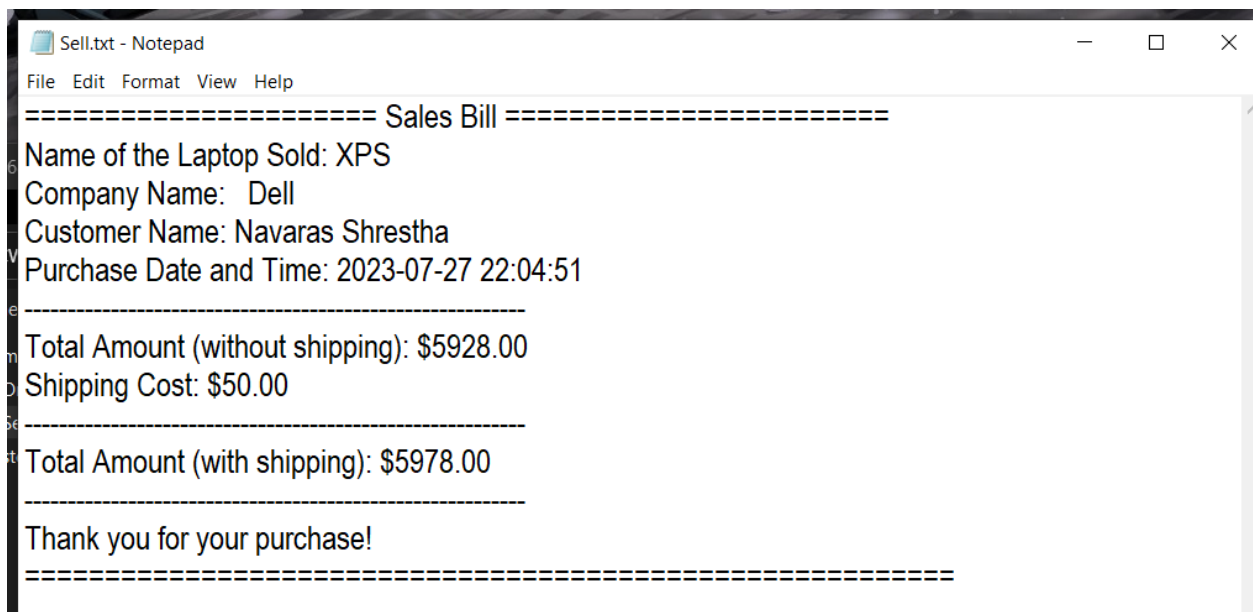 Sell.txt - Notepad
File Edit Format View Help
====================== Sales Bill ========================
Name of the Laptop Sold: XPS
Company Name:   Dell
Customer Name: Navaras Shrestha
Purchase Date and Time: 2023-07-27 22:04:51
----------------------------------------------------------
Total Amount (without shipping): $5928.00
Shipping Cost: $50.00
----------------------------------------------------------
Total Amount (with shipping): $5978.00
----------------------------------------------------------
Thank you for your purchase!
==========================================================